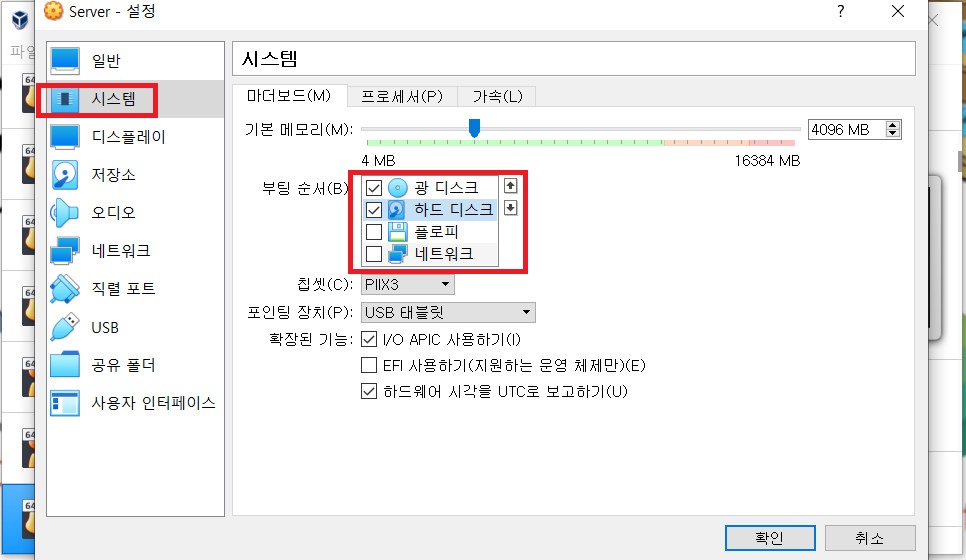 Server - 설정
?
파일
일반
시스템
디스플레이
저장소
오디오
네트워크
직렬 포트
USB
공유 폴더
사용자 인터페이스
시스템
마더보드(M)
프로세서(P)
가속(L)
기본 메모리(M):
4096 MB
4 MB
16384 MB
부팅 순서(B)
광 디스크
하드 디스크
플로피
네트워크
칩셋(C):
PIIX3
포인팅 장치(P):
USB 태블릿
확장된 기능:
I/O APIC 사용하기(I)
EFI 사용하기(지원하는 운영 체제만)(E)
하드웨어 시각을 UTC로 보고하기(U)
확인
취소
64
64
64
64
64
64
64